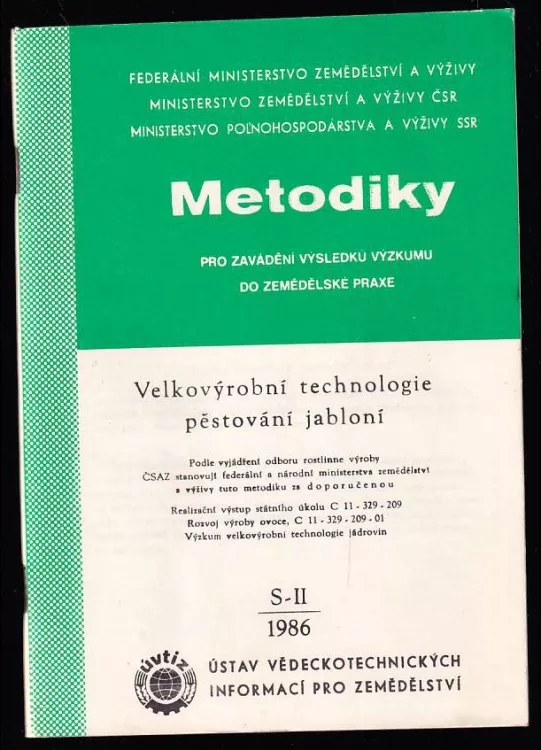 FEDERÁLNÍ MINISTERSTVO ZEMĚDĚLSTVÍ A VÝŽIVY
MINISTERSTVO ZEMĚDĚLSTVÍ A VÝŽIVY ČSR
MINISTERSTVO POĽNOHOSPODÁRSTVA A VÝŽIVY SSR
Metodiky
PRO ZAVÁDĚNÍ VÝSLEDKŮ VÝZKUMU
DO ZEMĚDĚLSKÉ PRAXE
Velkovýrobní technologie
pěstování jabloní
Podle vyjádření odboru rostlinné výroby
ČSAZ stanovují federální a národní ministerstva zemědělství
a výživy tuto metodiku za doporučenou
Realizační výstup státního úkolu C 11-329-209
Rozvoj výroby ovoce, C 11-329-209-01
Výzkum velkovýrobní technologie jádrovin
S-II
1986
úvtiz
ÚSTAV VĚDECKOTECHNICKÝCH
INFORMACÍ PRO ZEMĚDĚLSTVÍ